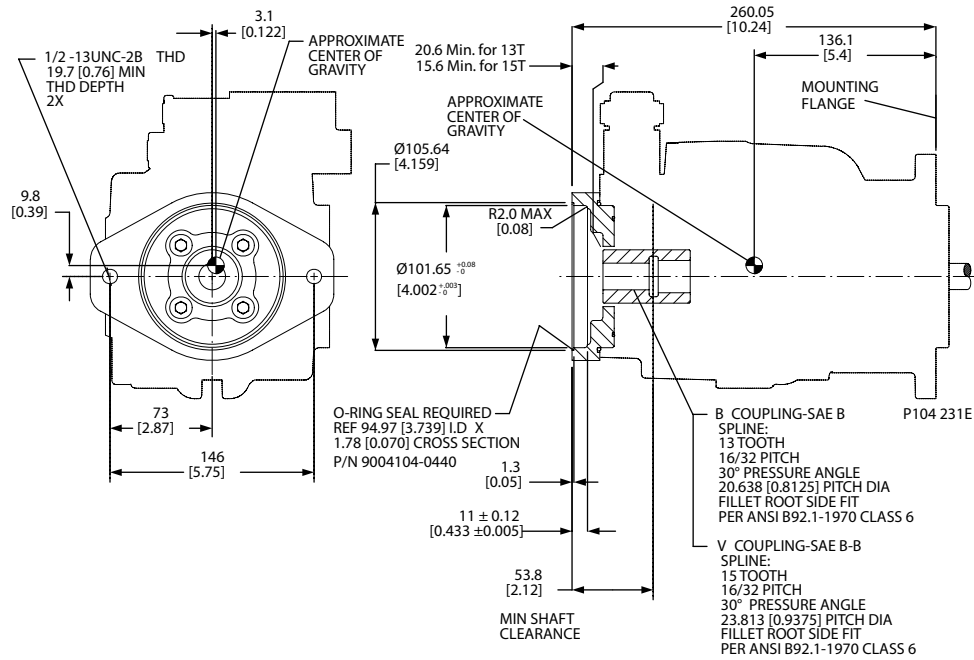 3.1
[0.122]
1/2 -13UNC-2B THD
19.7 [0.76] MIN
THD DEPTH
2X
APPROXIMATE
CENTER OF
GRAVITY
9.8
[0.39]
73
[2.87]
146
[5.75]
260.05
[10.24]
136.1
[5.4]
20.6 Min. for 13T
15.6 Min. for 15T
MOUNTING
FLANGE
APPROXIMATE
CENTER OF
GRAVITY
Ø105.64
[4.159]
R2.0 MAX
[0.08]
Ø101.65 +0.08
-0
[4.002 +.003]
-0
O-RING SEAL REQUIRED
REF 94.97 [3.739] I.D X
1.78 [0.070] CROSS SECTION
P/N 9004104-0440
1.3
[0.05]
11 ± 0.12
[0.433 ±0.005]
53.8
[2.12]
MIN SHAFT
CLEARANCE
P104 231E
B COUPLING-SAE B
SPLINE:
13 TOOTH
16/32 PITCH
30° PRESSURE ANGLE
20.638 [0.8125] PITCH DIA
FILLET ROOT SIDE FIT
PER ANSI B92.1-1970 CLASS 6
V COUPLING-SAE B-B
SPLINE:
15 TOOTH
16/32 PITCH
30° PRESSURE ANGLE
23.813 [0.9375] PITCH DIA
FILLET ROOT SIDE FIT
PER ANSI B92.1-1970 CLASS 6